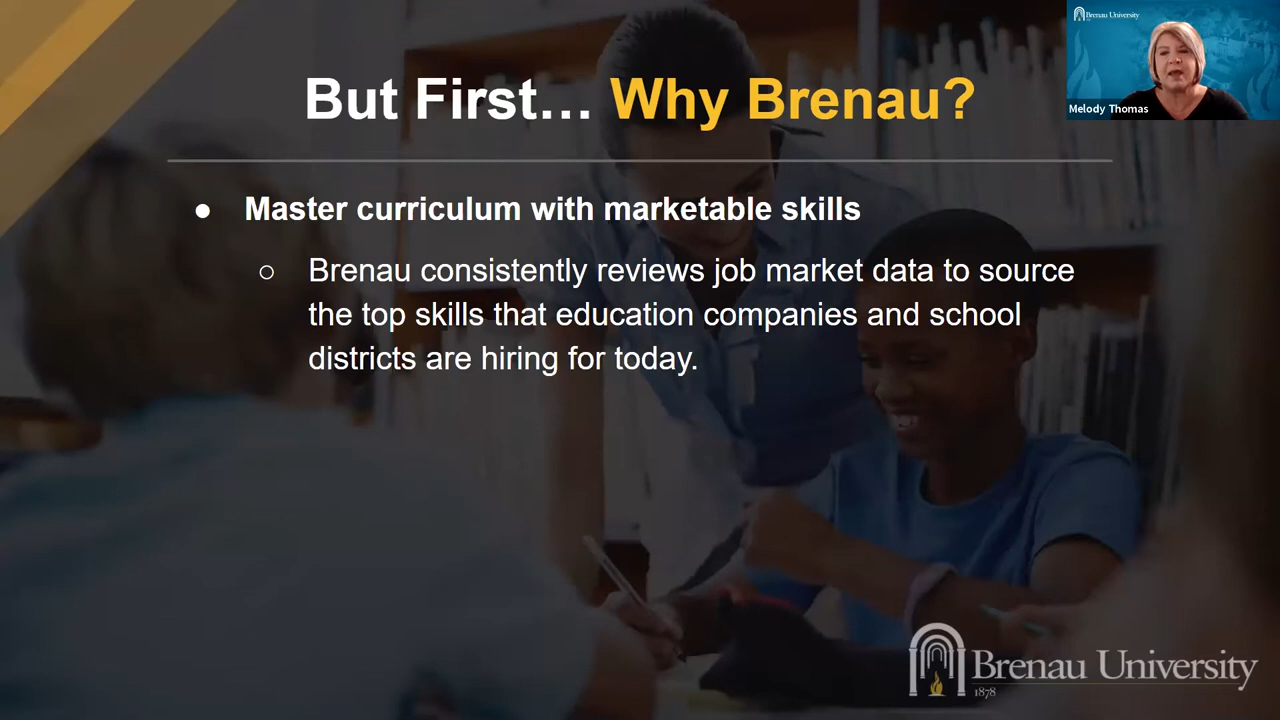 Brenau University
But First… Why Brenau?
Melody Thomas
● Master curriculum with marketable skills
○ Brenau consistently reviews job market data to source
the top skills that education companies and school
districts are hiring for today.
Brenau University
1878